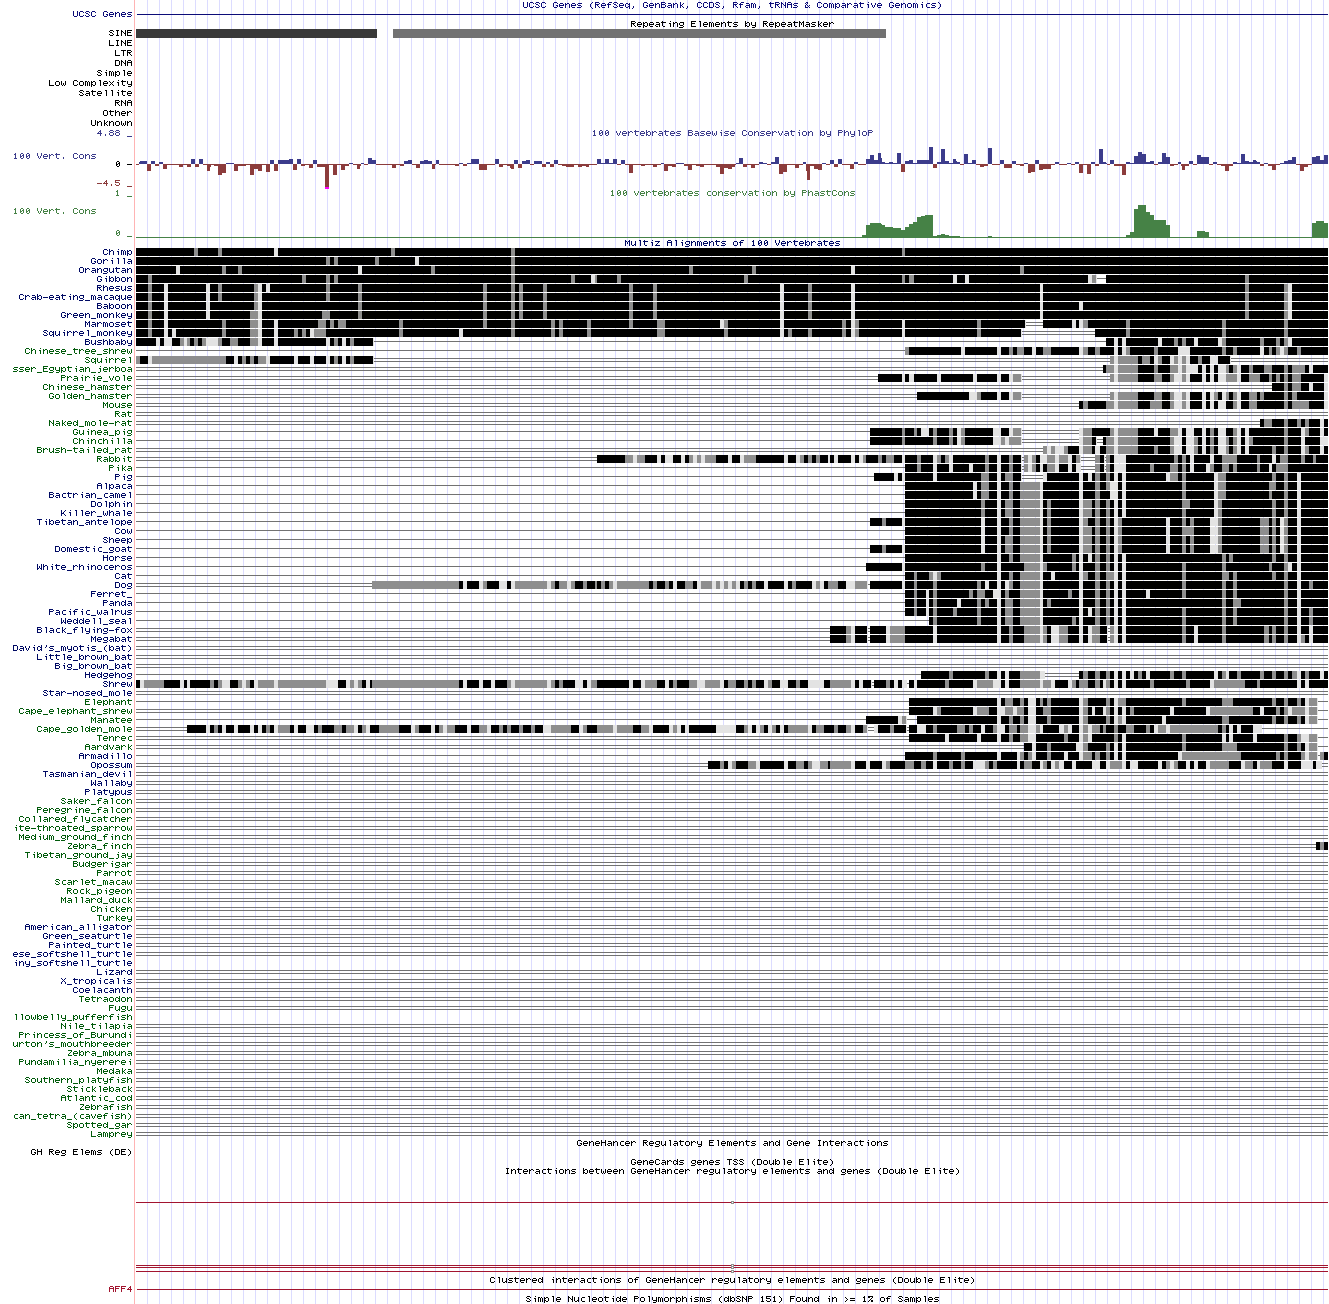 UCSC Genes (RefSeq, GenBank, CCDS, Rfam, tRNAs & Comparative Genomics)
UCSC Genes
Repeating Elements by RepeatMasker
SINE
LINE
LTR
DNA
Simple
Low Complexity
Satellite
RNA
Other
Unknown
4.88 _
100 vertebrates Basewise Conservation by PhyloP
100 Vert. Cons
0 _
-4.5 _
100 vertebrates conservation by PhastCons
1 _
100 Vert. Cons
0 _
Multiz Alignments of 100 Vertebrates
Chimp
Gorilla
Orangutan
Gibbon
Rhesus
Crab-eating_macaque
Baboon
Green_monkey
Marmoset
Squirrel_monkey
Bushbaby
Chinese_tree_shrew
Squirrel
sser_Egyptian_jerboa
Prairie_vole
Chinese_hamster
Golden_hamster
Mouse
Rat
Naked_mole-rat
Guinea_pig
Chinchilla
Brush-tailed_rat
Rabbit
Pika
Pig
Alpaca
Bactrian_camel
Dolphin
Killer_whale
Tibetan_antelope
Cow
Sheep
Domestic_goat
Horse
White_rhinoceros
Cat
Dog
Ferret_
Panda
Pacific_walrus
Weddell_seal
Black_flying-fox
Megabat
David's_myotis_(bat)
Little_brown_bat
Big_brown_bat
Hedgehog
Shrew
Star-nosed_mole
Elephant
Cape_elephant_shrew
Manatee
Cape_golden_mole
Tenrec
Aardvark
Armadillo
Opossum
Tasmanian_devil
Wallaby
Platypus
Saker_falcon
Peregrine_falcon
Collared_flycatcher
ite-throated_sparrow
Medium_ground_finch
Zebra_finch
Tibetan_ground_jay
Budgerigar
Parrot
Scarlet_macaw
Rock_pigeon
Mallard_duck
Chicken
Turkey
American_alligator
Green_seaturtle
Painted_turtle
ese_softshell_turtle
iny_softshell_turtle
Lizard
X_tropicalis
Coelacanth
Tetraodon
Fugu
llowbelly_pufferfish
Nile_tilapia
Princess_of_Burundi
urton's_mouthbreeder
Zebra_mbuna
Pundamilia_nyererei
Medaka
Southern_platyfish
Stickleback
Atlantic_cod
Zebrafish
can_tetra_(cavefish)
Spotted_gar
Lamprey
GeneHancer Regulatory Elements and Gene Interactions
GH Reg Elems (DE)
GeneCards genes TSS (Double Elite)
Interactions between GeneHancer regulatory elements and genes (Double Elite)
Clustered interactions of GeneHancer regulatory elements and genes (Double Elite)
AFF4
Simple Nucleotide Polymorphisms (dbSNP 151) Found in >= 1% of Samples